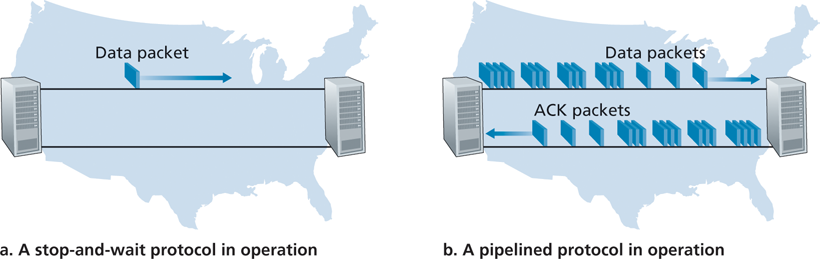 Data packet
Data packets
ACK packets
a. A stop-and-wait protocol in operation
b. A pipelined protocol in operation